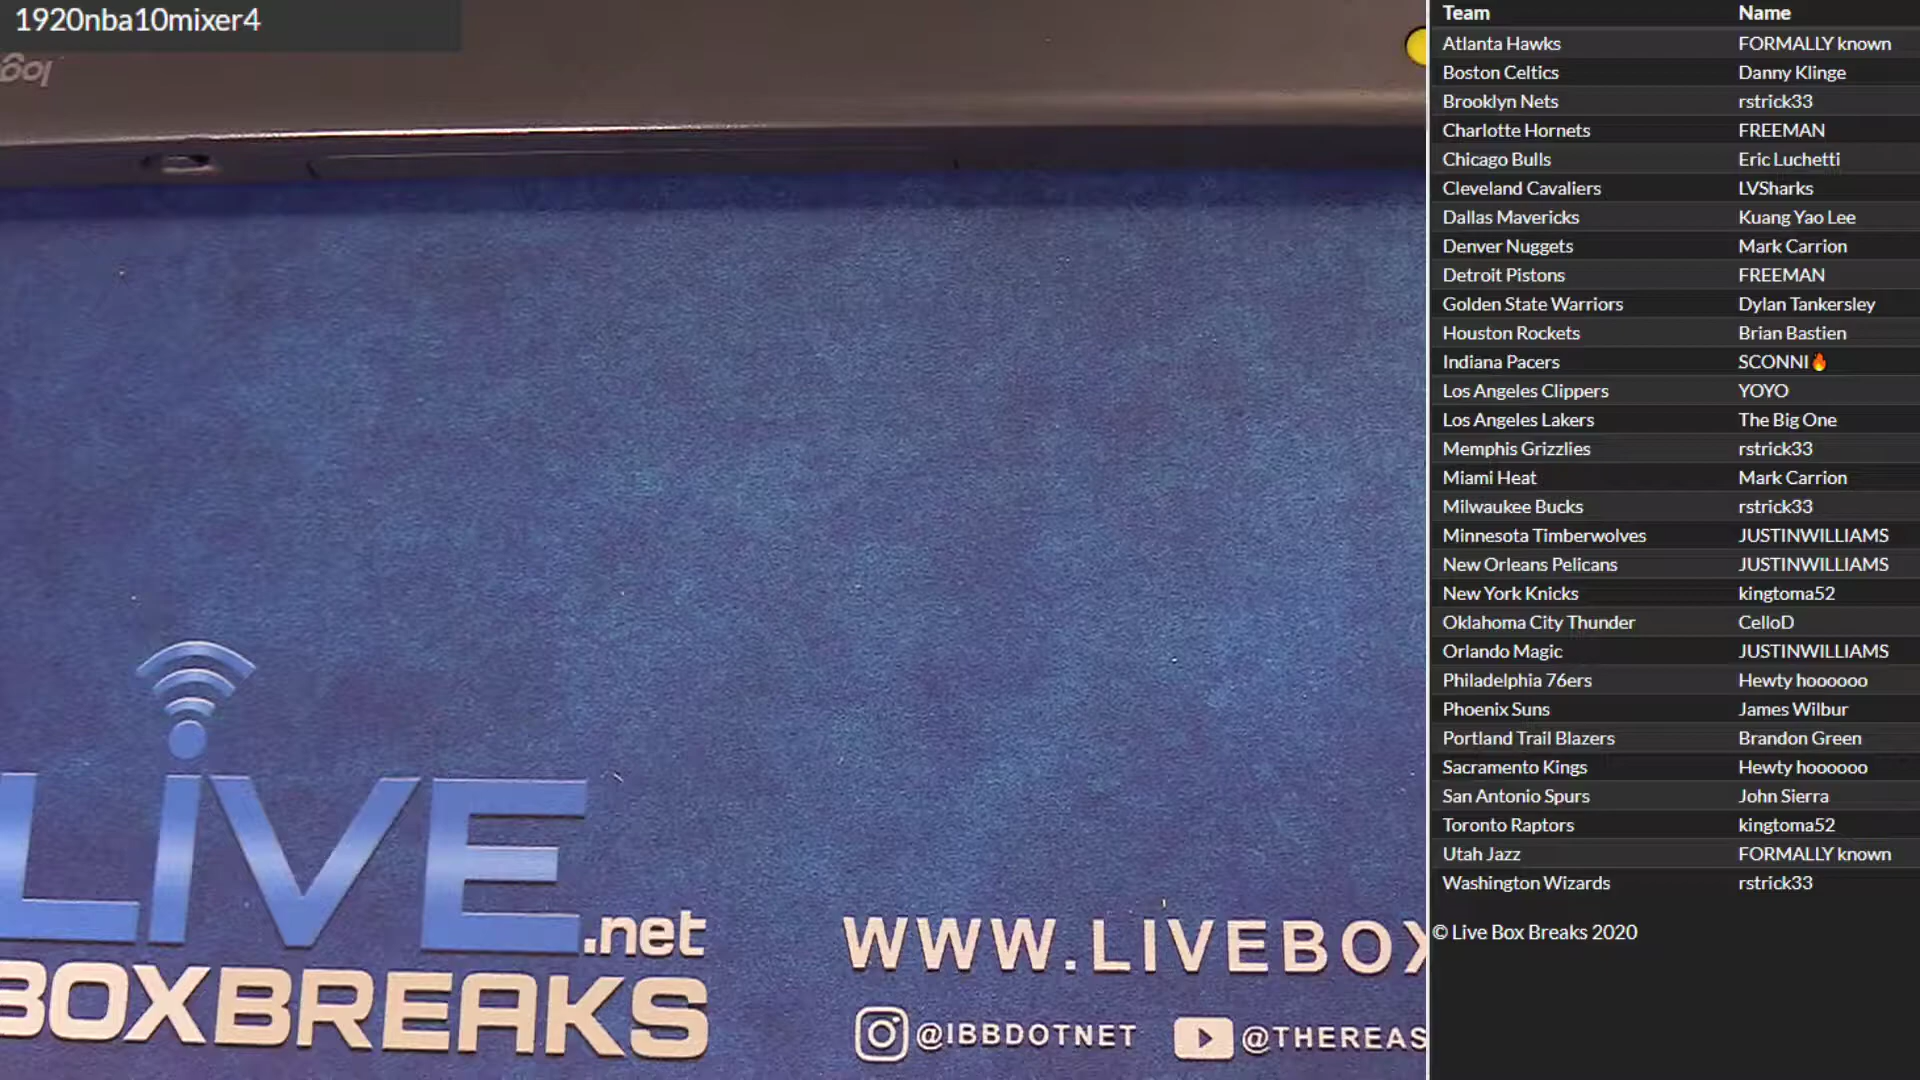 1920nba10mixer4
log
LIVE
.net
BOXBREAKS
WWW.LIVEBOX
@IBBDOTNET
@THEREAS
Team Name
Atlanta Hawks FORMALLY known
Boston Celtics Danny Klinge
Brooklyn Nets rstrick33
Charlotte Hornets FREEMAN
Chicago Bulls Eric Luchetti
Cleveland Cavaliers LVSharks
Dallas Mavericks Kuang Yao Lee
Denver Nuggets Mark Carrion
Detroit Pistons FREEMAN
Golden State Warriors Dylan Tankersley
Houston Rockets Brian Bastien
Indiana Pacers SCONNI🔥
Los Angeles Clippers YOYO
Los Angeles Lakers The Big One
Memphis Grizzlies rstrick33
Miami Heat Mark Carrion
Milwaukee Bucks rstrick33
Minnesota Timberwolves JUSTINWILLIAMS
New Orleans Pelicans JUSTINWILLIAMS
New York Knicks kingtoma52
Oklahoma City Thunder CelloD
Orlando Magic JUSTINWILLIAMS
Philadelphia 76ers Hewty hoooooo
Phoenix Suns James Wilbur
Portland Trail Blazers Brandon Green
Sacramento Kings Hewty hoooooo
San Antonio Spurs John Sierra
Toronto Raptors kingtoma52
Utah Jazz FORMALLY known
Washington Wizards rstrick33
© Live Box Breaks 2020